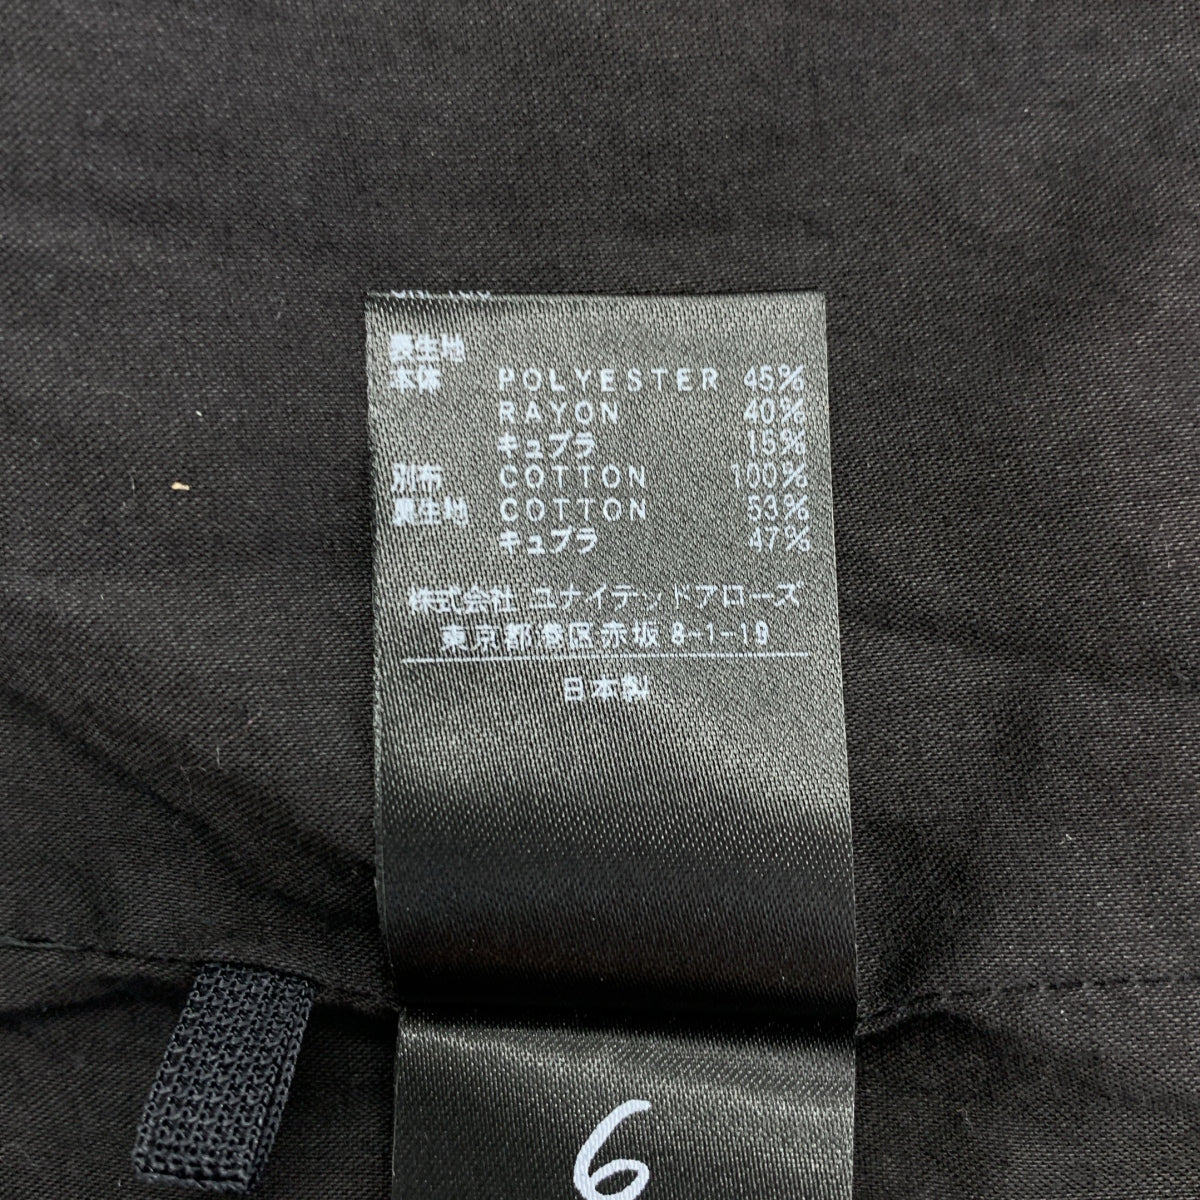 表生地
本体 POLYESTER 45%
RAYON 40%
キュプラ 15%
別布 COTTON 100%
裏生地 COTTON 53%
キュプラ 47%
株式会社 ユナイテッドアローズ
東京都港区赤坂 8-1-19
日本製
6